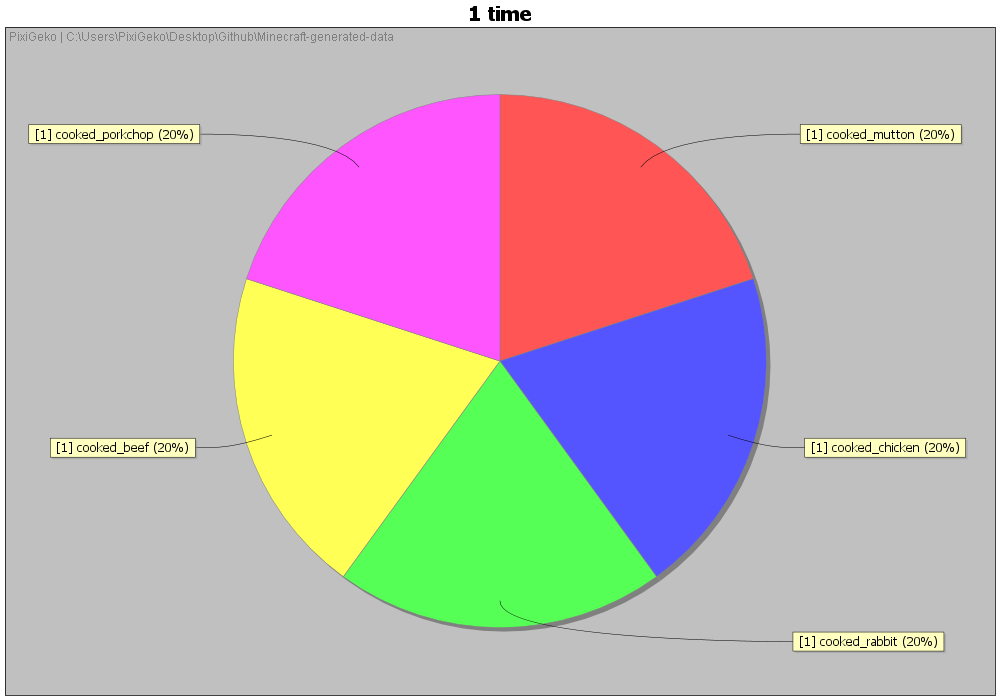 1 time
PixiGeko | C:\Users\PixiGeko\Desktop\Github\Minecraft-generated-data
[1] cooked_porkchop (20%)
[1] cooked_mutton (20%)
[1] cooked_beef (20%)
[1] cooked_chicken (20%)
[1] cooked_rabbit (20%)